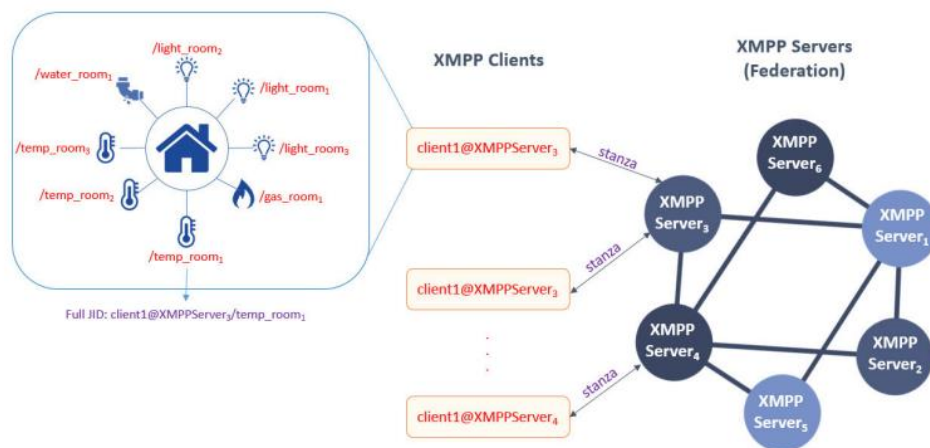 /light_room₂
/water_room₁
/light_room₁
/temp_room₃
/light_room₃
/temp_room₂
/gas_room₁
/temp_room₁
Full JID: client1@XMPPServer₃/temp_room₁
XMPP Clients
client1@XMPPServer₃
client1@XMPPServer₃
.
.
.
client1@XMPPServer₄
stanza
stanza
stanza
XMPP Servers
(Federation)
XMPP
Server₆
XMPP
Server₃
XMPP
Server₁
XMPP
Server₄
XMPP
Server₂
XMPP
Server₅